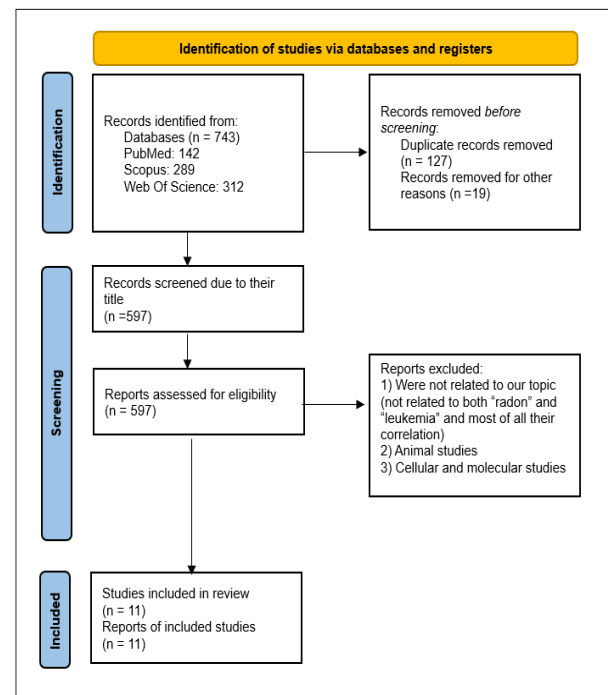 Identification of studies via databases and registers
Identification
Records identified from:
Databases (n = 743)
PubMed: 142
Scopus: 289
Web Of Science: 312
Records removed before
screening:
Duplicate records removed
(n = 127)
Records removed for other
reasons (n =19)
Screening
Records screened due to their
title
(n =597)
Reports assessed for eligibility
(n = 597)
Reports excluded:
1) Were not related to our topic
(not related to both “radon” and
“leukemia” and most of all their
correlation)
2) Animal studies
3) Cellular and molecular studies
Included
Studies included in review
(n = 11)
Reports of included studies
(n = 11)